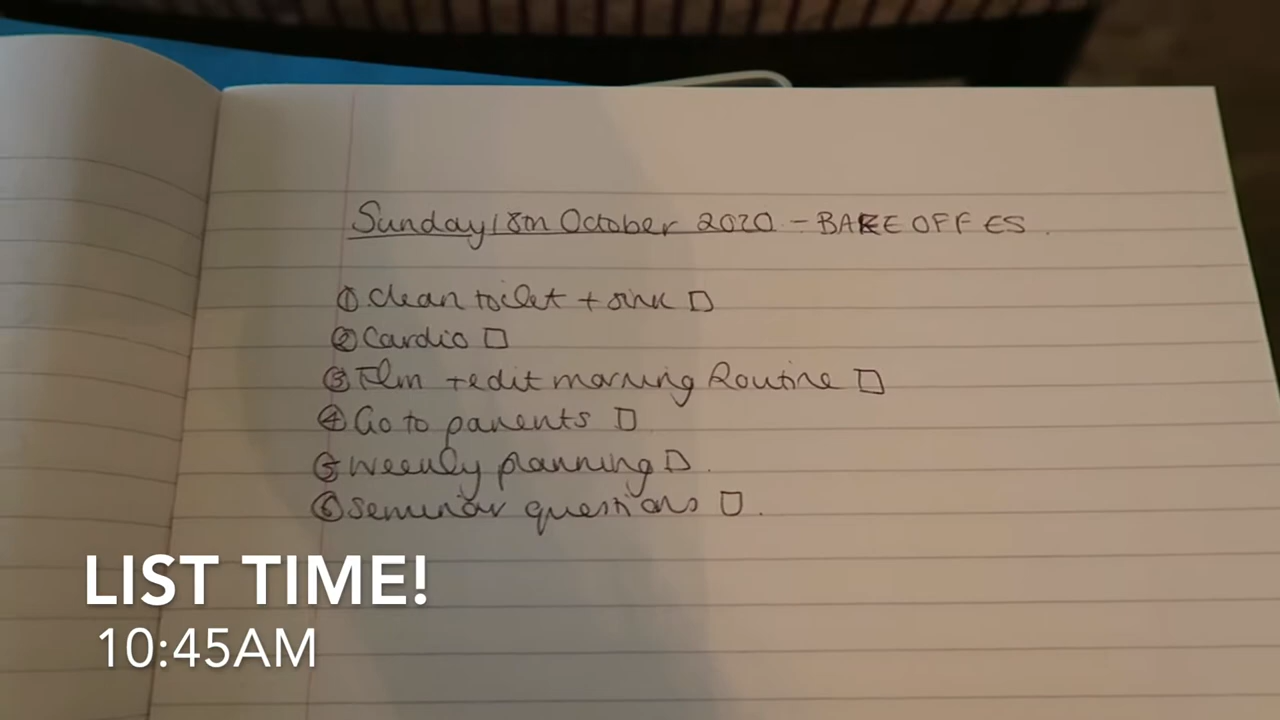 Sunday 18th October 2020 - BAKE OFF ES.
① clean toilet + sink □
② Cardio □
③ Film + edit morning Routine □
④ Go to parents □
⑤ weekly planning □.
⑥ seminar questions □.
LIST TIME!
10:45AM